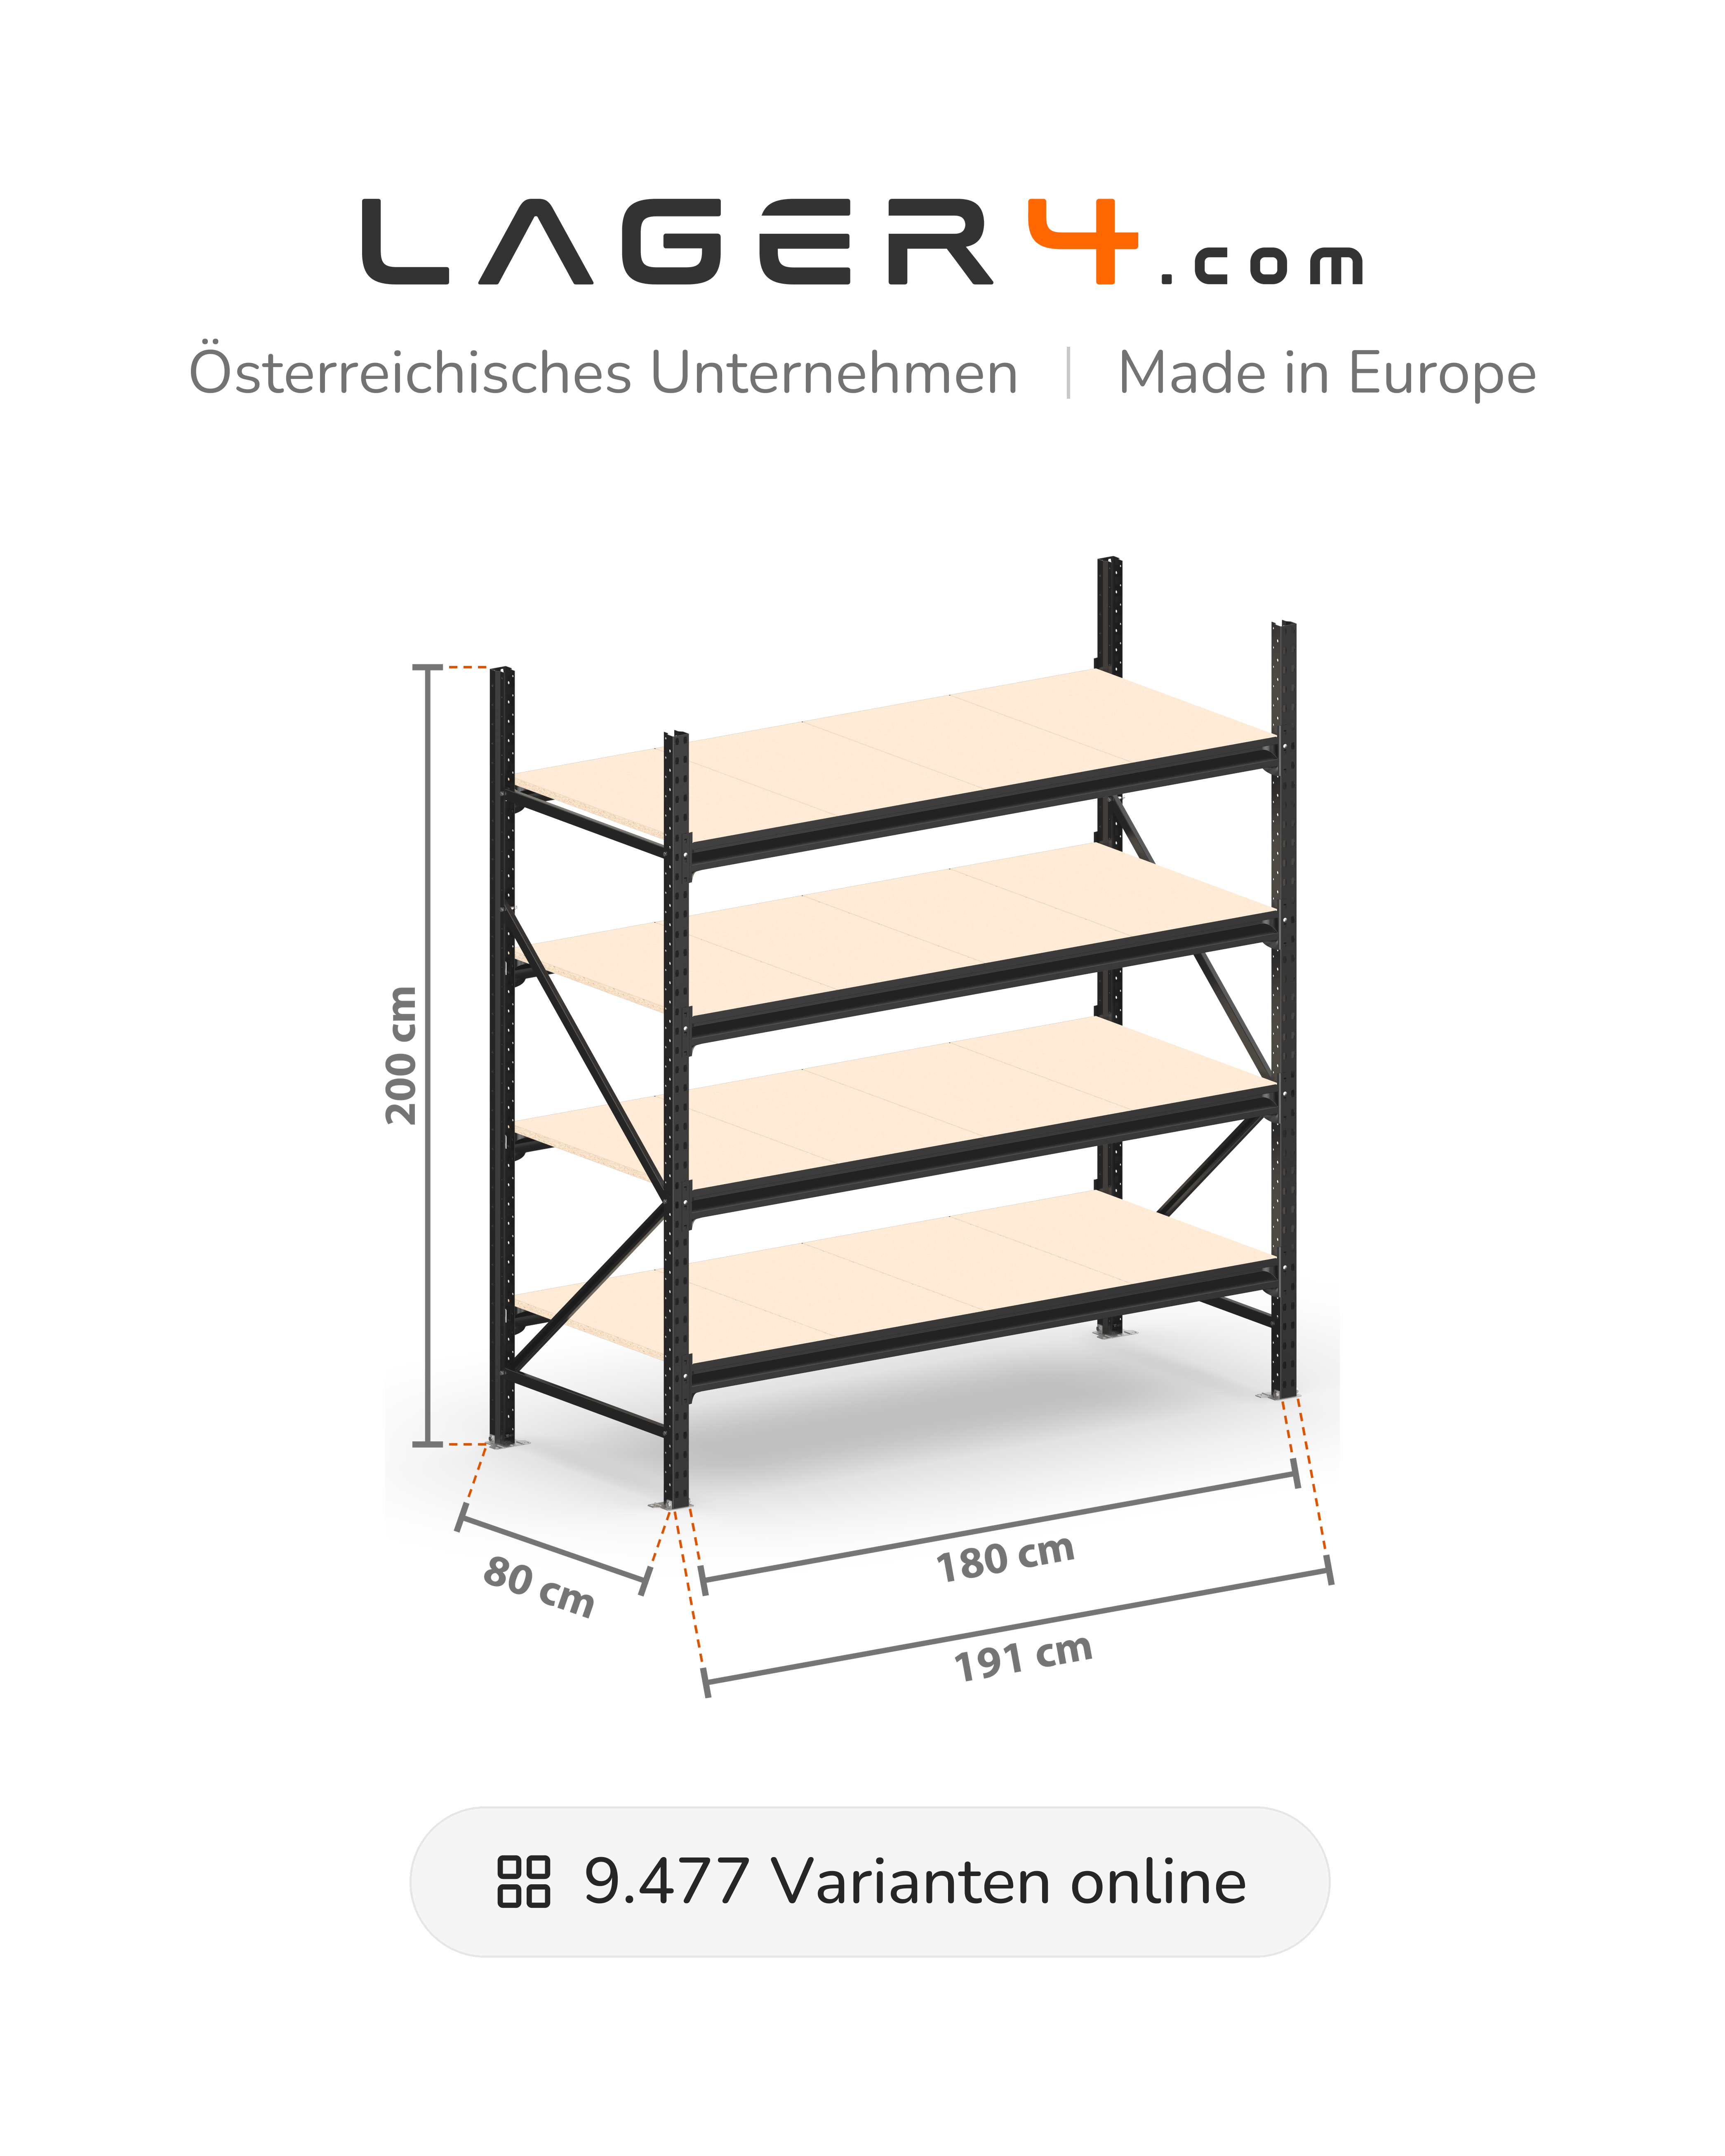 LAGER4.com
Österreichisches Unternehmen | Made in Europe
200 cm
80 cm
180 cm
191 cm
9.477 Varianten online